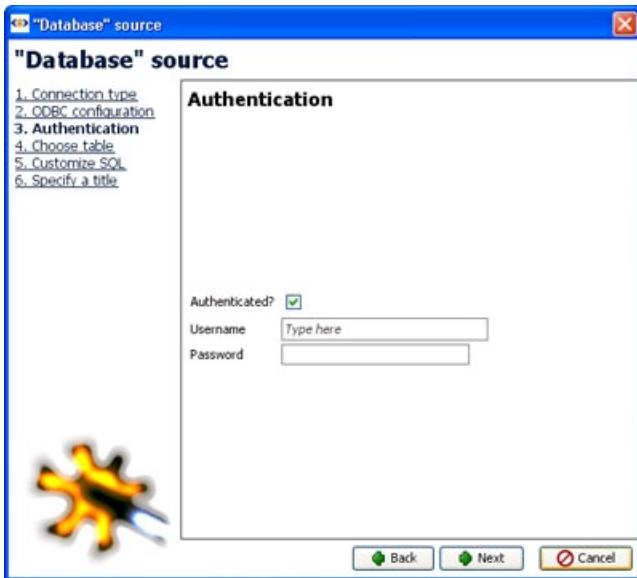 "Database" source
"Database" source
1. Connection type
2. ODBC configuration
3. Authentication
4. Choose table
5. Customize SQL
6. Specify a title
Authentication
Authenticated?
Username Type here
Password
Back Next Cancel